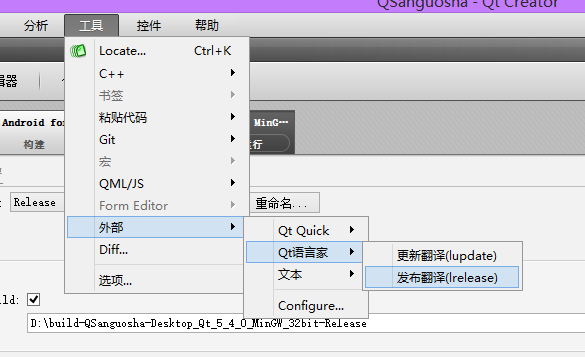 QSanguosha - Qt Creator
分析 工具 控件 帮助
Locate... Ctrl+K
C++
书签
粘贴代码
Git
宏
QML/JS
Form Editor
外部
Diff...
选项...
辑器
Android for
构建
MinG…
行
Release
重命名...
Qt Quick
Qt语言家
文本
Configure...
更新翻译(lupdate)
发布翻译(lrelease)
ild:
D:\build-QSanguosha-Desktop_Qt_5_4_0_MinGW_32bit-Release